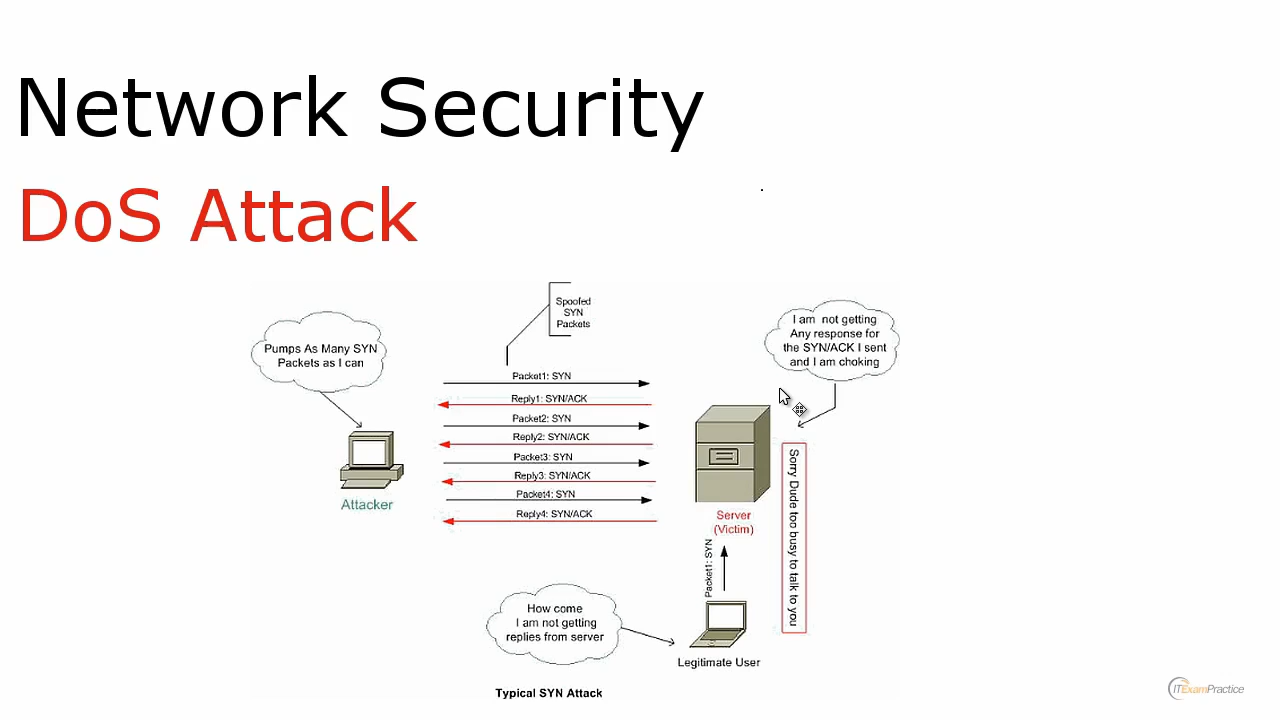 Network Security
DoS Attack
Spoofed
SYN
Packets
Pumps As Many SYN
Packets as I can
I am not getting
Any response for
the SYN/ACK I sent
and I am choking
Packet1: SYN
Reply1: SYN/ACK
Packet2: SYN
Reply2: SYN/ACK
Packet3: SYN
Reply3: SYN/ACK
Packet4: SYN
Reply4: SYN/ACK
Attacker
Server
(Victim)
Sorry Dude too busy to talk to you
Packet1: SYN
How come
I am not getting
replies from server
Legitimate User
Typical SYN Attack
ITExamPractice